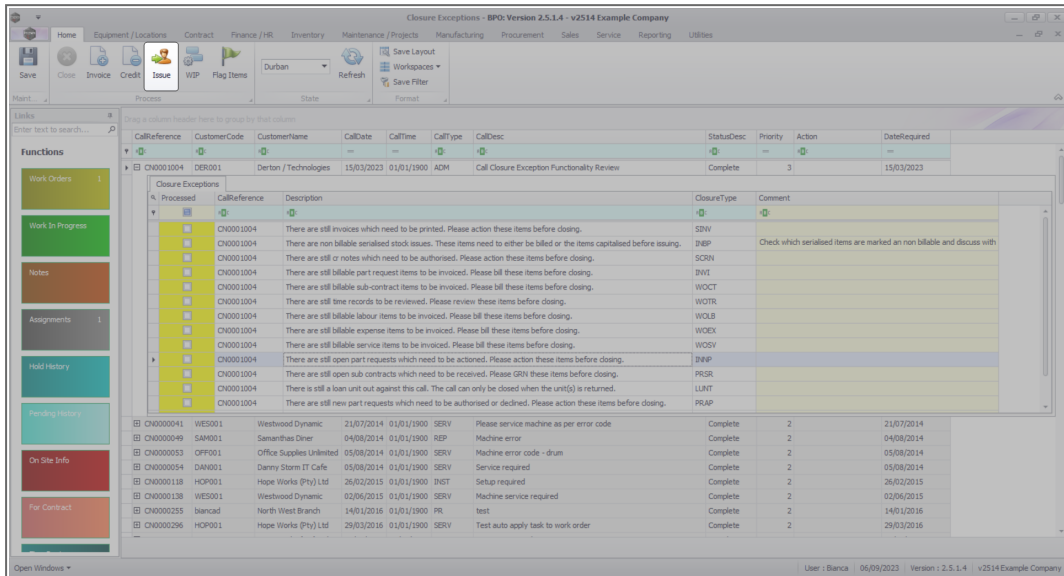 Closure Exceptions - BPO: Version 2.5.1.4 - v2514 Example Company
Home Equipment / Locations Contract Finance / HR Inventory Maintenance / Projects Manufacturing Procurement Sales Service Reporting Utilities
Save Close Invoice Credit Issue WIP Flag Items Durban Refresh Save Layout
Workspaces
Save Filter
Maint... Process State Format
Links
Drag a column header here to group by that column
Enter text to search...
CallReference CustomerCode CustomerName CallDate CallTime CallType CallDesc StatusDesc Priority Action DateRequired
Functions
CN0001004 DER001 Derton / Technologies 15/03/2023 01/01/1900 ADM Call Closure Exception Functionality Review Complete 3 15/03/2023
Work Orders 1
Closure Exceptions
Processed CallReference Description ClosureType Comment
CN0001004 There are still invoices which need to be printed. Please action these items before closing. SINV
Work In Progress
CN0001004 There are non billable serialised stock issues. These items need to either be billed or the items capitalised before issuing. INBP Check which serialised items are marked an non billable and discuss with
CN0001004 There are still cr notes which need to be authorised. Please action these items before closing. SCRN
Notes
CN0001004 There are still billable part request items to be invoiced. Please bill these items before closing. INVI
CN0001004 There are still billable sub-contract items to be invoiced. Please bill these items before closing. WOCT
CN0001004 There are still time records to be reviewed. Please review these items before closing. WOTR
Assignments 1
CN0001004 There are still billable labour items to be invoiced. Please bill these items before closing. WOLB
CN0001004 There are still billable expense items to be invoiced. Please bill these items before closing. WOEX
CN0001004 There are still billable service items to be invoiced. Please bill these items before closing. WOSV
Hold History
CN0001004 There are still open part requests which need to be actioned. Please action these items before closing. INNP
CN0001004 There are still open sub contracts which need to be received. Please GRN these items before closing. PRSR
CN0001004 There is still a loan unit out against this call. The call can only be closed when the unit(s) is returned. LUNT
CN0001004 There are still new part requests which need to be authorised or declined. Please action these items before closing. PRAP
Pending History
CN0000041 WES001 Westwood Dynamic 21/07/2014 01/01/1900 SERV Please service machine as per error code Complete 2 21/07/2014
CN0000049 SAM001 Samanthas Diner 04/08/2014 01/01/1900 REP Machine error Complete 2 04/08/2014
On Site Info
CN0000053 OFF001 Office Supplies Unlimited 05/08/2014 01/01/1900 SERV Machine error code - drum Complete 2 05/08/2014
CN0000054 DAN001 Danny Storm IT Cafe 05/08/2014 01/01/1900 SERV Service required Complete 2 05/08/2014
CN0000118 HOP001 Hope Works (Pty) Ltd 26/02/2015 01/01/1900 INST Setup required Complete 2 26/02/2015
CN0000138 WES001 Westwood Dynamic 02/06/2015 01/01/1900 SERV Machine service required Complete 2 02/06/2015
For Contract
CN0000255 biancad North West Branch 14/01/2016 01/01/1900 PR test Complete 2 14/01/2016
CN0000296 HOP001 Hope Works (Pty) Ltd 29/03/2016 01/01/1900 SERV Test auto apply task to work order Complete 2 29/03/2016
Open Windows User : Bianca 06/09/2023 Version : 2.5.1.4 v2514 Example Company